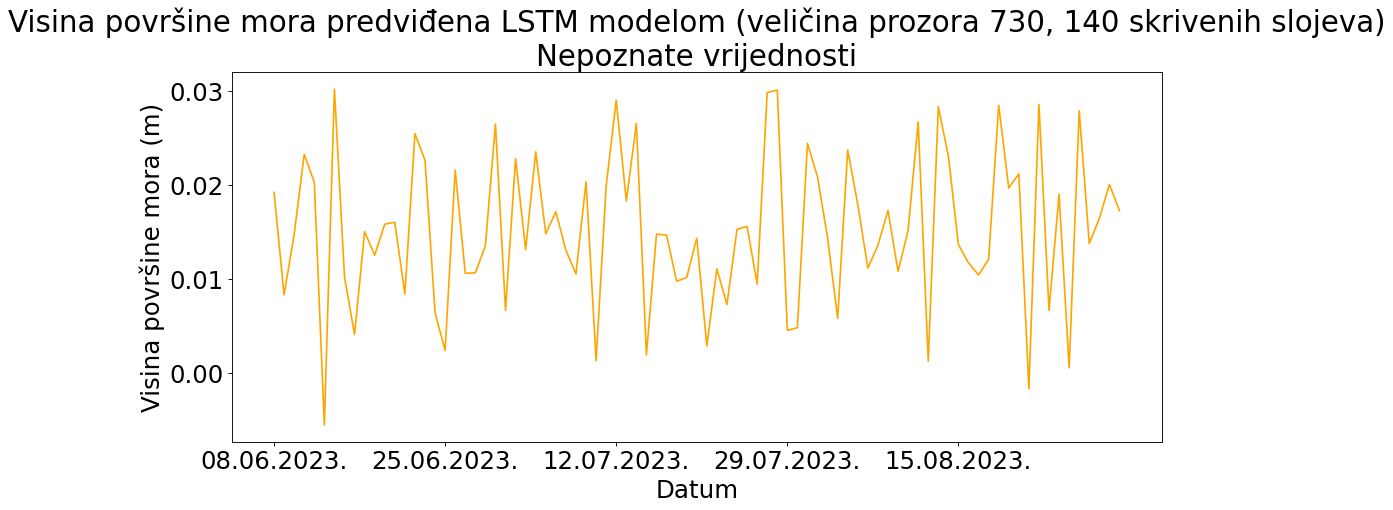 Visina površine mora predviđena LSTM modelom (veličina prozora 730, 140 skrivenih slojeva)
Nepoznate vrijednosti
Visina površine mora (m)
0.03
0.02
0.01
0.00
08.06.2023.
25.06.2023.
12.07.2023.
29.07.2023.
15.08.2023.
Datum